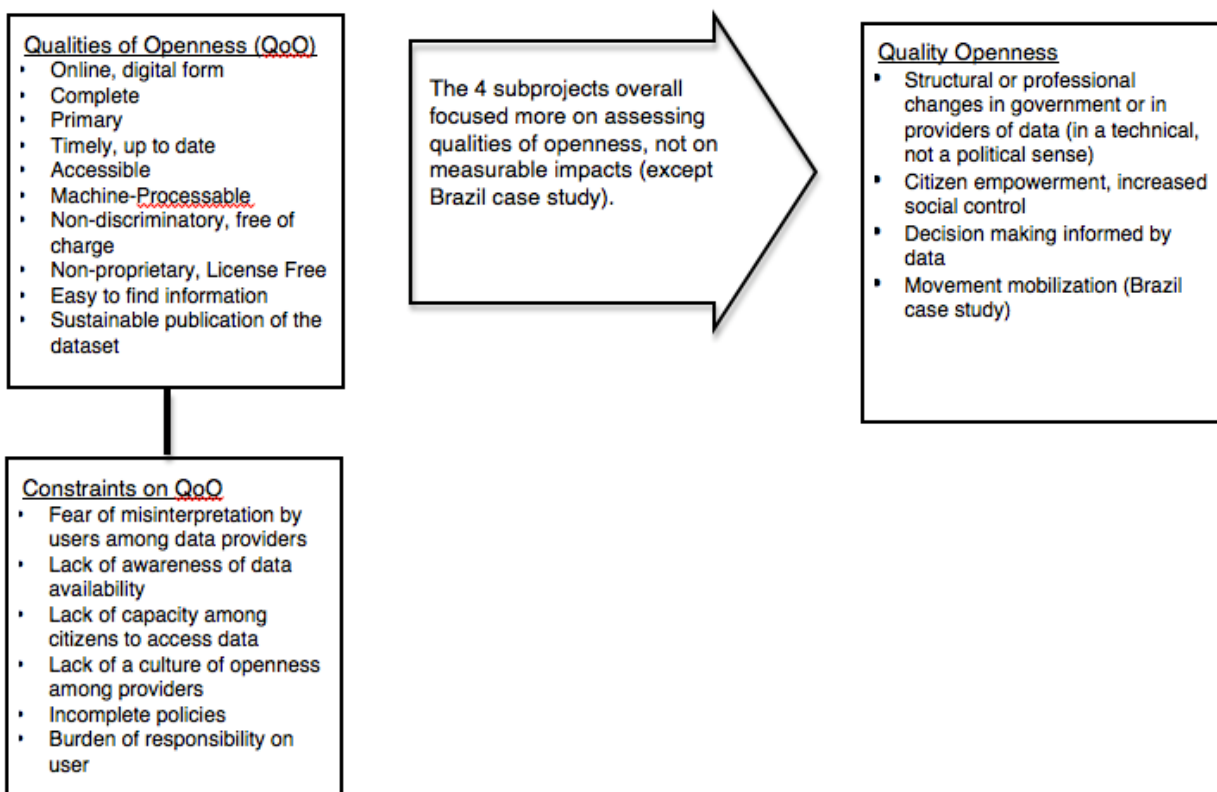 Qualities of Openness (QoO)
• Online, digital form
• Complete
• Primary
• Timely, up to date
• Accessible
• Machine-Processable
• Non-discriminatory, free of
charge
• Non-proprietary, License Free
• Easy to find information
• Sustainable publication of the
dataset
The 4 subprojects overall
focused more on assessing
qualities of openness, not on
measurable impacts (except
Brazil case study).
Quality Openness
• Structural or professional
changes in government or in
providers of data (in a technical,
not a political sense)
• Citizen empowerment, increased
social control
• Decision making informed by
data
• Movement mobilization (Brazil
case study)
Constraints on QoO
• Fear of misinterpretation by
users among data providers
• Lack of awareness of data
availability
• Lack of capacity among
citizens to access data
• Lack of a culture of openness
among providers
• Incomplete policies
• Burden of responsibility on
user